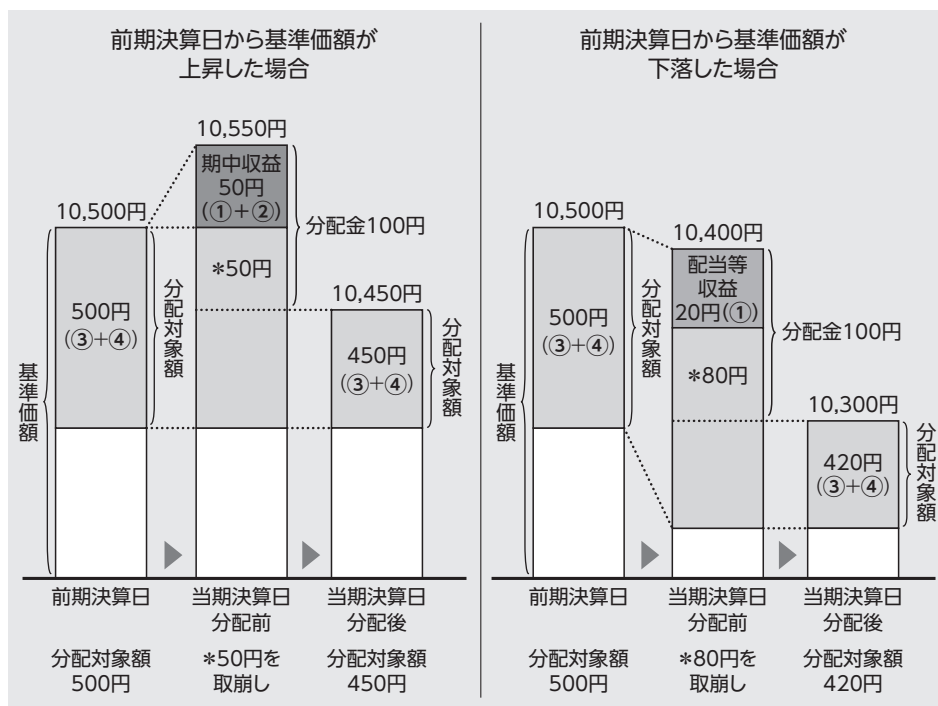 前期決算日から基準価額が
上昇した場合
10,550円
期中収益
50円
(①+②)
10,500円
分配金100円
*50円
10,450円
500円
(③+④)
分配対象額
450円
(③+④)
分配対象額
基準価額
前期決算日
当期決算日
分配前
当期決算日
分配後
分配対象額
500円
*50円を
取崩し
分配対象額
450円
前期決算日から基準価額が
下落した場合
10,500円
10,400円
配当等
収益
20円(①)
500円
(③+④)
分配対象額
分配金100円
*80円
10,300円
基準価額
420円
(③+④)
分配対象額
前期決算日
当期決算日
分配前
当期決算日
分配後
分配対象額
500円
*80円を
取崩し
分配対象額
420円